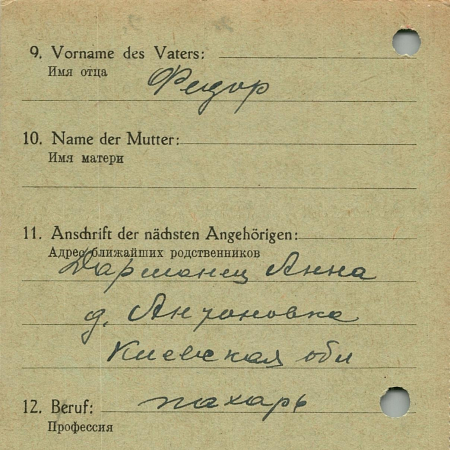 9. Vorname des Vaters:
Имя отца
Федор
10. Name der Mutter:
Имя матери
11. Anschrift der nächsten Angehörigen:
Адрес ближайших родственников
Дарманец Анна
д. Антоновка
Киевская обл
12. Beruf: пахарь
Профессия